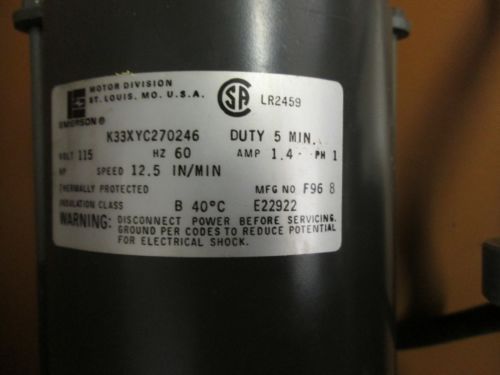 MOTOR DIVISION
ST. LOUIS, MO. U.S.A.
EMERSON®
CSA LR2459
K33XYC270246 DUTY 5 MIN.
VOLT 115 HZ 60 AMP 1.4 PH 1
HP SPEED 12.5 IN/MIN
THERMALLY PROTECTED MFG NO F96 8
INSULATION CLASS B 40°C E22922
WARNING: DISCONNECT POWER BEFORE SERVICING.
GROUND PER CODES TO REDUCE POTENTIAL
FOR ELECTRICAL SHOCK.